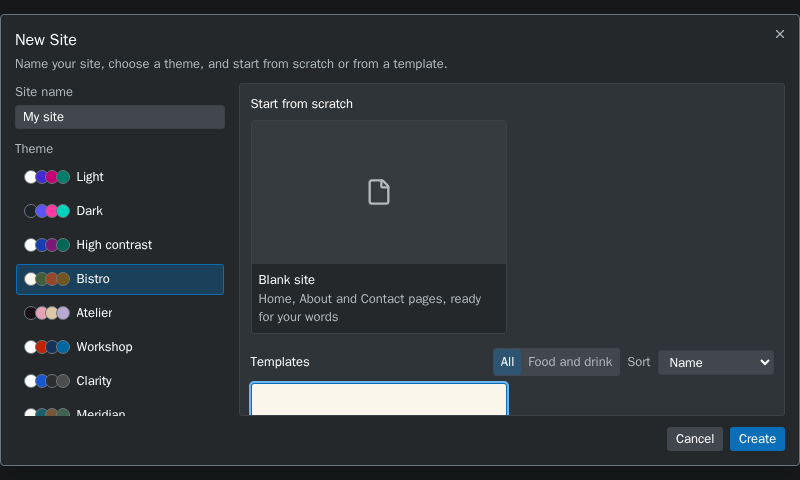 New Site
Name your site, choose a theme, and start from scratch or from a template.
Site name
My site
Theme
Light
Dark
High contrast
Bistro
Atelier
Workshop
Clarity
Meridian
Start from scratch
Blank site
Home, About and Contact pages, ready
for your words
Templates
All
Food and drink
Sort
Name
Cancel
Create